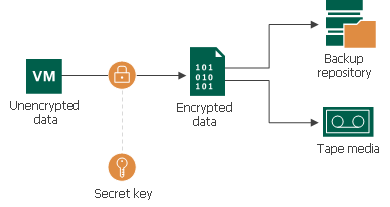 VM
Unencrypted
data
Secret key
101
010
101
Encrypted
data
Backup
repository
Tape media